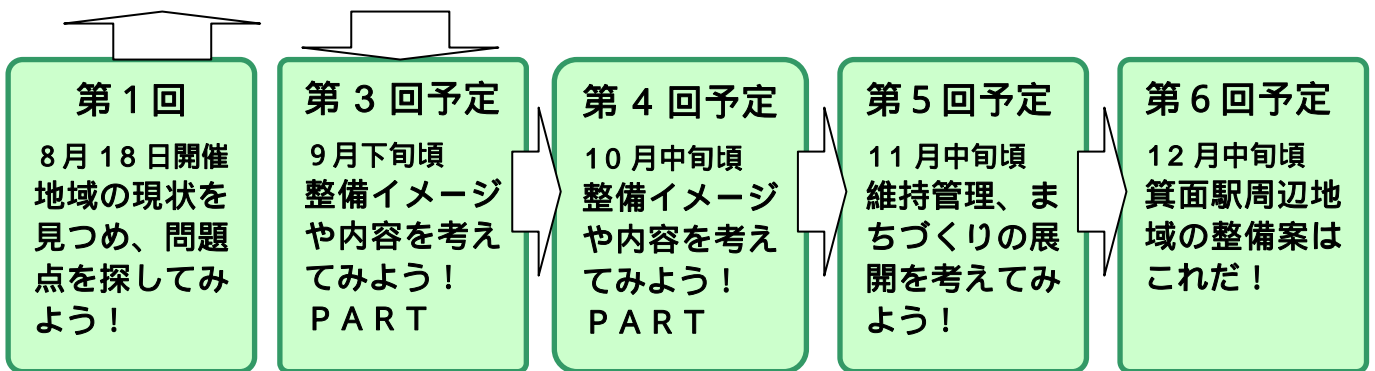 第1回
8月18日開催
地域の現状を
見つめ、問題
点を探してみ
よう！
第3回予定
9月下旬頃
整備イメージ
や内容を考え
てみよう！
ＰＡＲＴ
第4回予定
10月中旬頃
整備イメージ
や内容を考え
てみよう！
ＰＡＲＴ
第5回予定
11月中旬頃
維持管理、ま
ちづくりの展
開を考えてみ
よう！
第6回予定
12月中旬頃
箕面駅周辺地
域の整備案は
これだ！